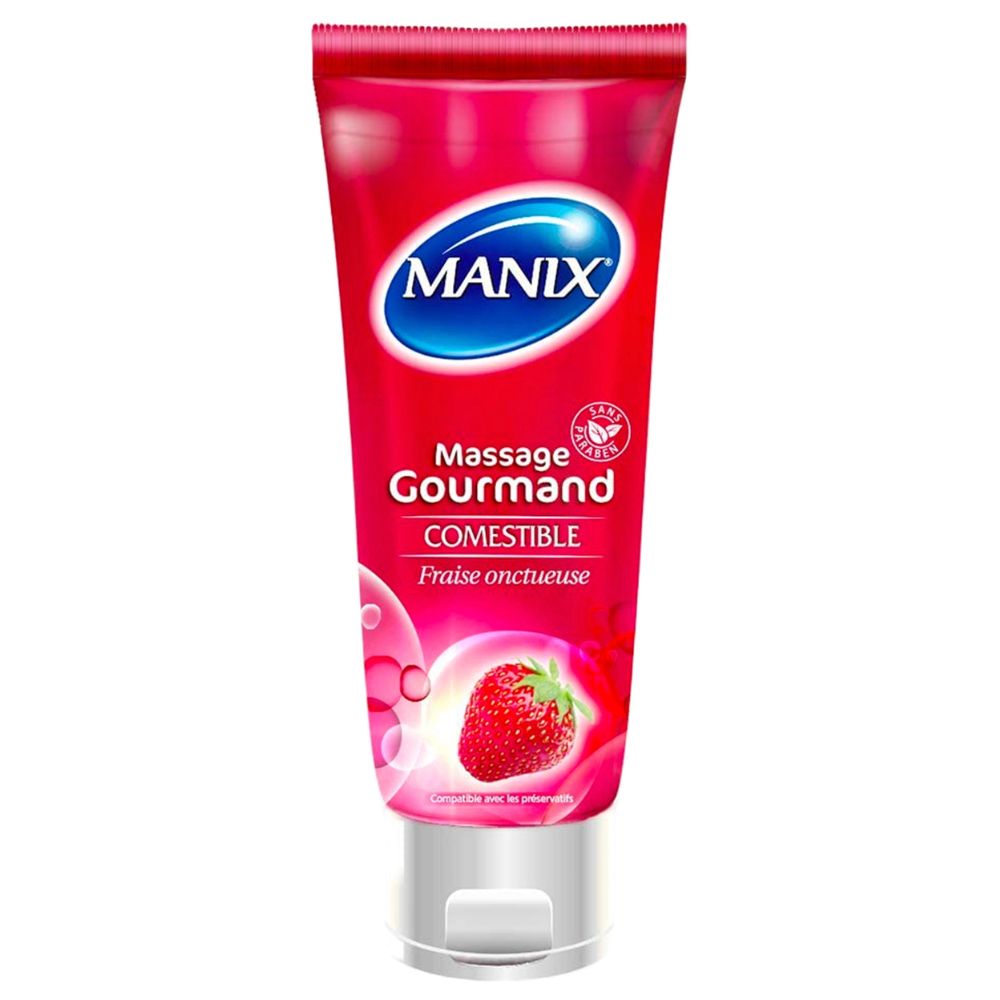 MANIX®
SANS
PARABEN
Massage
Gourmand
COMESTIBLE
Fraise onctueuse
Compatible avec les préservatifs